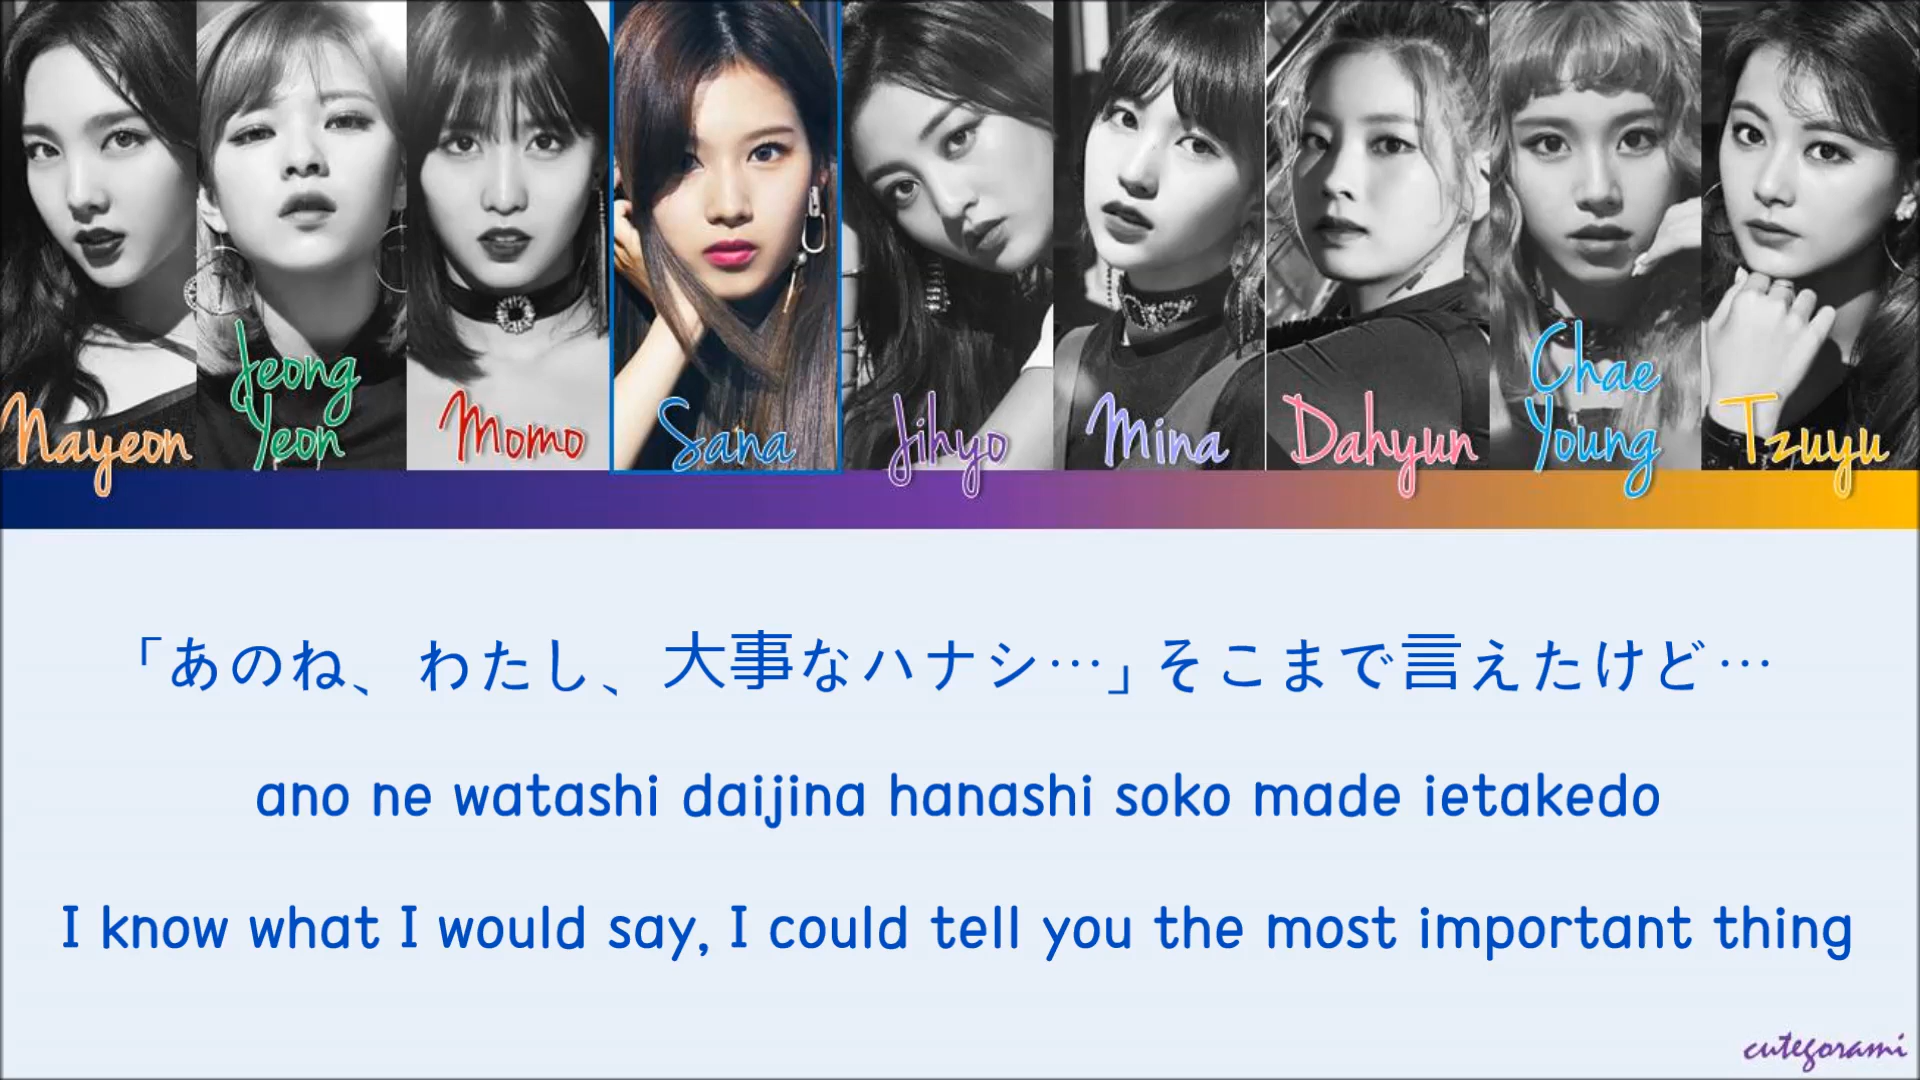 Nayeon
Jeong
Yeon
Momo
Sana
Jihyo
Mina
Dahyun
Chae
Young
Tzuyu
「あのね、わたし、大事なハナシ…」そこまで言えたけど…
ano ne watashi daijina hanashi soko made ietakedo
I know what I would say, I could tell you the most important thing
cutegorami